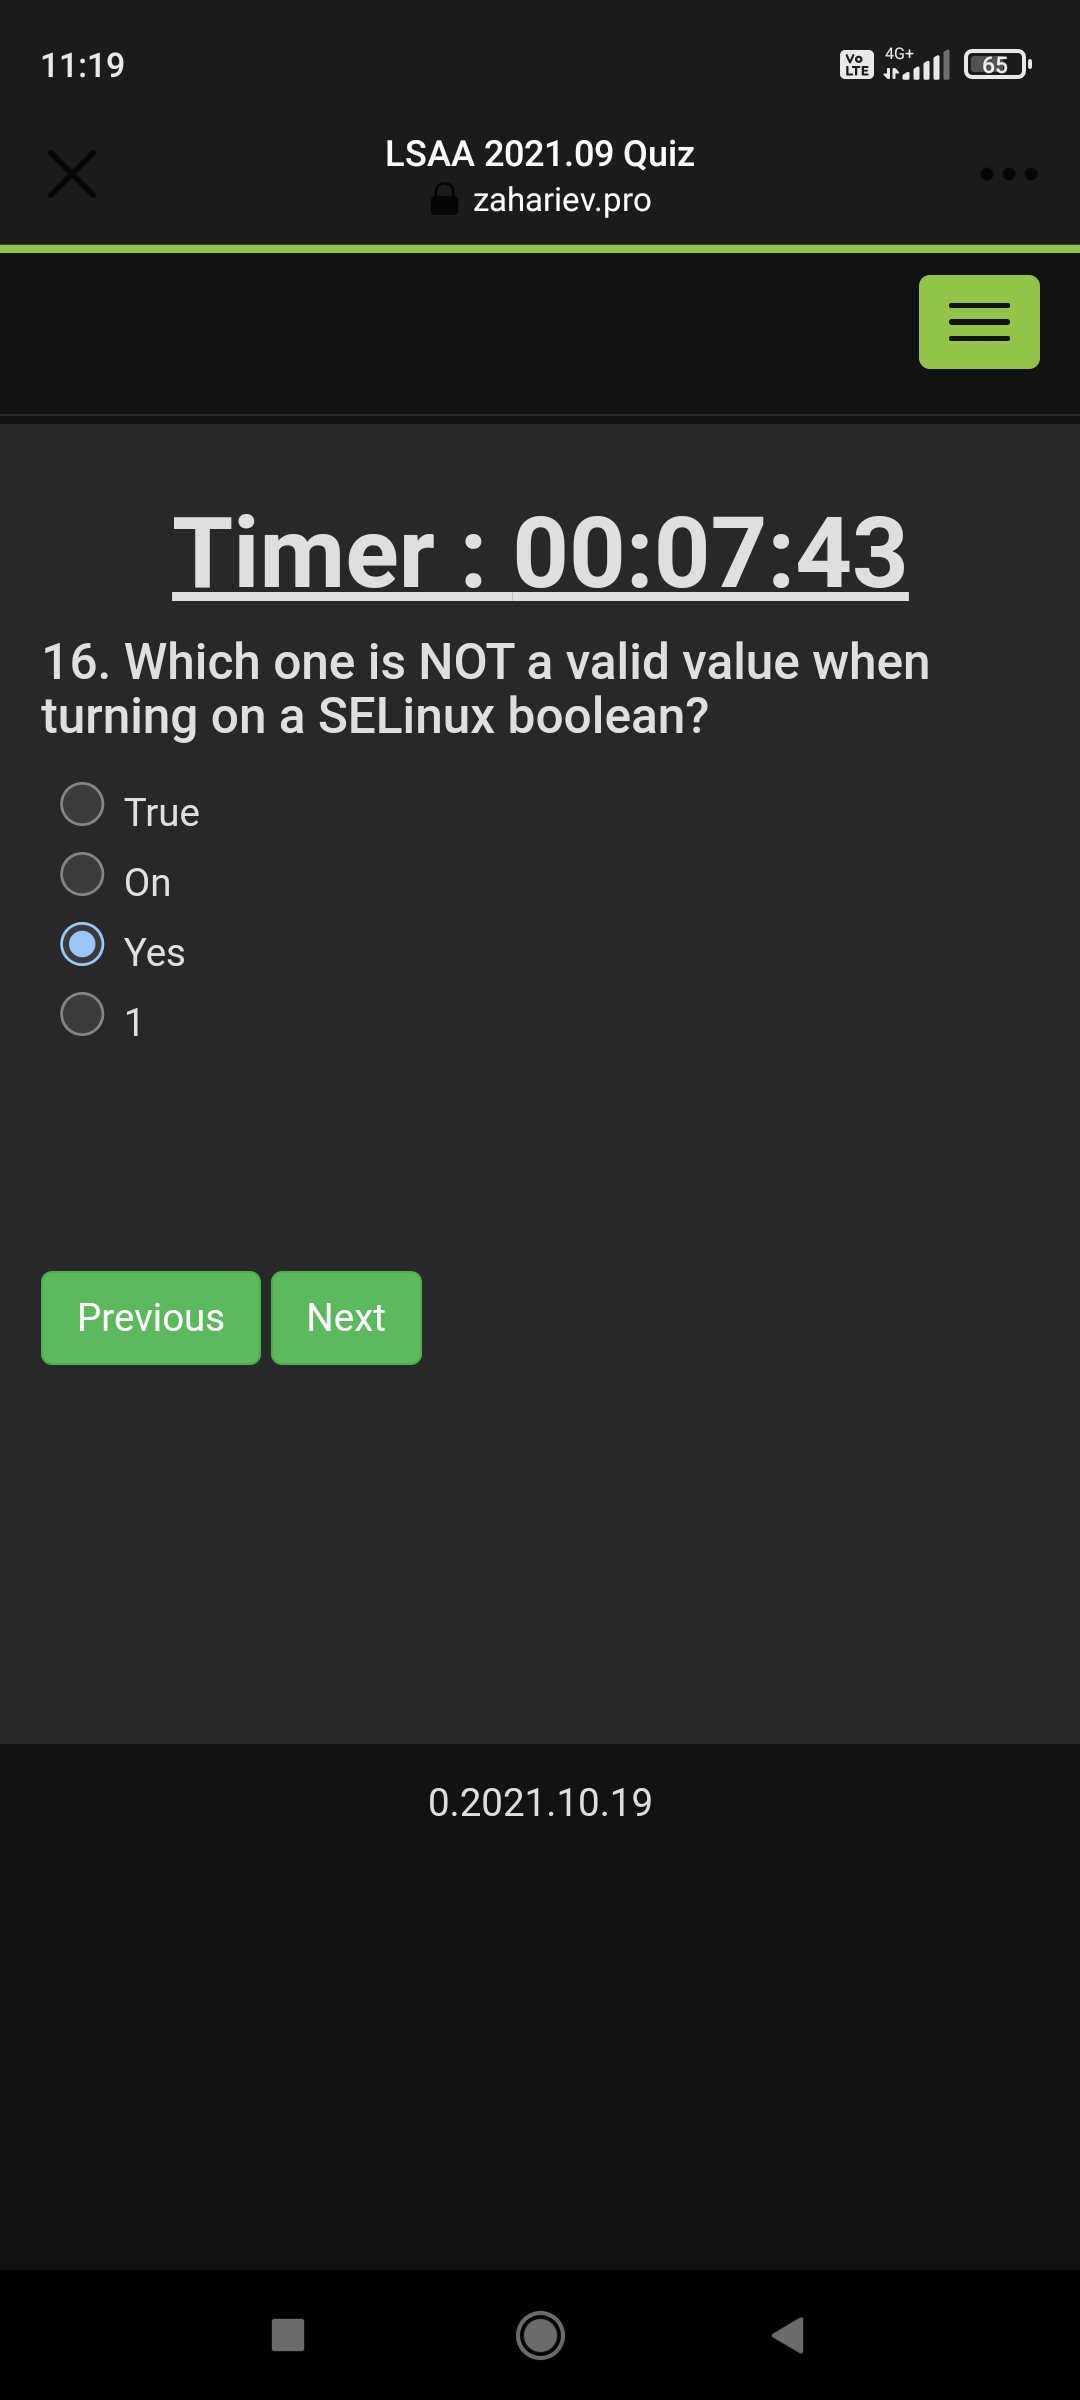 11:19
Vo LTE 4G+ 65
LSAA 2021.09 Quiz
zahariev.pro
Timer : 00:07:43
16. Which one is NOT a valid value when
turning on a SELinux boolean?
True
On
Yes
1
Previous Next
0.2021.10.19